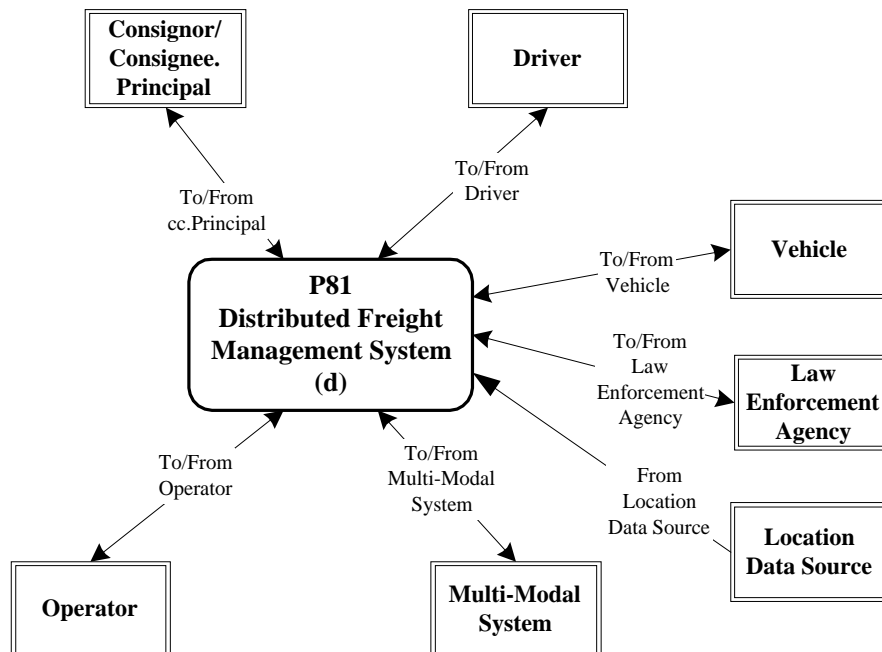 Consignor/
Consignee.
Principal
Driver
To/From
cc.Principal
To/From
Driver
Vehicle
To/From
Vehicle
P81
Distributed Freight
Management System
(d)
To/From
Law
Enforcement
Agency
Law
Enforcement
Agency
To/From
Operator
To/From
Multi-Modal
System
From
Location
Data Source
Location
Data Source
Operator
Multi-Modal
System